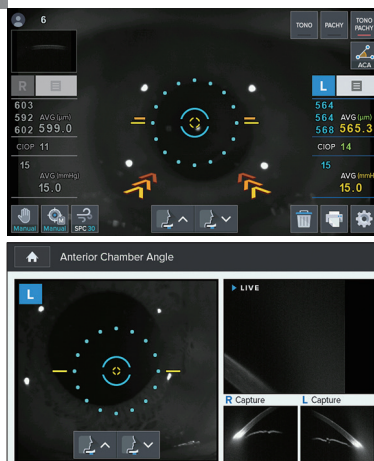 6
TONO
PACHY
TONO
PACHY
ACA
R
L
603
592 AVG (μm)
602 599.0
CIOP 11
15
AVG (mmHg)
15.0
564
564 AVG (μm)
568 565.3
CIOP 14
15
AVG (mmH
15.0
Manual
M
Manual
SPC 30
Anterior Chamber Angle
L
LIVE
R Capture
L Capture